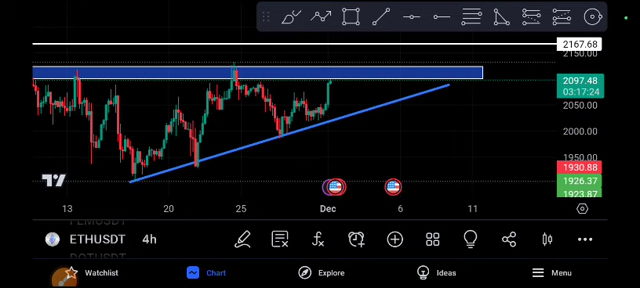 2167.68
2150.00
2097.48
03:17:24
2050.00
2000.00
1950.00
1930.88
1926.37
1923.87
13 20 25 Dec 6 11
ETHUSDT 4h
DOTUSDT
Watchlist Chart Explore Ideas Menu